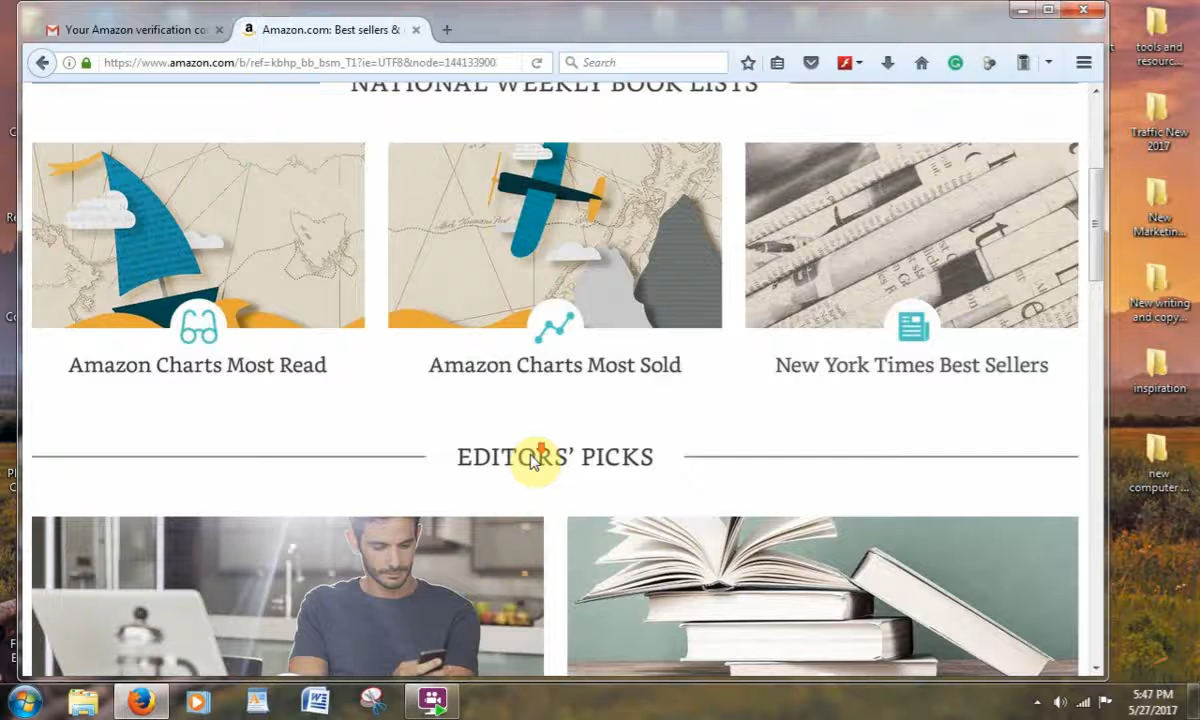 Your Amazon verification co
Amazon.com: Best sellers &
https://www.amazon.com/b/ref=kbhp_bb_bsm_T1?ie=UTF8&node=144133900
Search
NATIONAL WEEKLY BOOK LISTS
Amazon Charts Most Read
Amazon Charts Most Sold
New York Times Best Sellers
EDITORS’ PICKS
tools and
resourc...
Traffic New
2017
New
Marketin...
New writing
and copy...
inspiration
new
computer ...
5:47 PM
5/27/2017